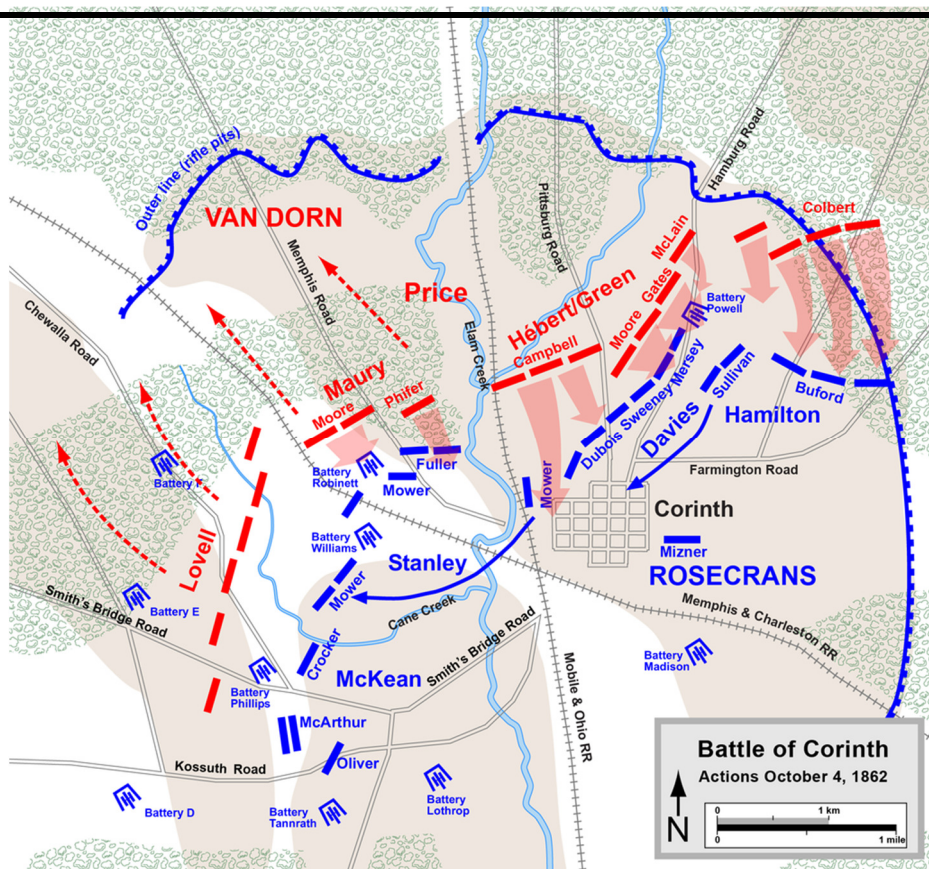 Outer line (rifle pits)
VAN DORN
Memphis Road
Price
Pittsburg Road
Hamburg Road
Colbert
McLain
Gates
Moore
Hébert/Green
Campbell
Elam Creek
Battery
Powell
Chewalla Road
Maury
Moore
Phifer
Dubois
Sweeney
Mersey
Davies
Sullivan
Buford
Hamilton
Farmington Road
Fuller
Mower
Battery
Robinett
Battery F
Mower
Corinth
Mizner
ROSECRANS
Battery
Williams
Stanley
Lovell
Mower
Smith's Bridge Road
Battery E
Cane Creek
Memphis & Charleston RR
Crocker
Smith's Bridge Road
Battery
Madison
McKean
Battery
Phillips
Mobile & Ohio RR
McArthur
Oliver
Kossuth Road
Battery D
Battery
Tannrath
Battery
Lothrop
Battle of Corinth
Actions October 4, 1862
N
0 1 km
0 1 mile